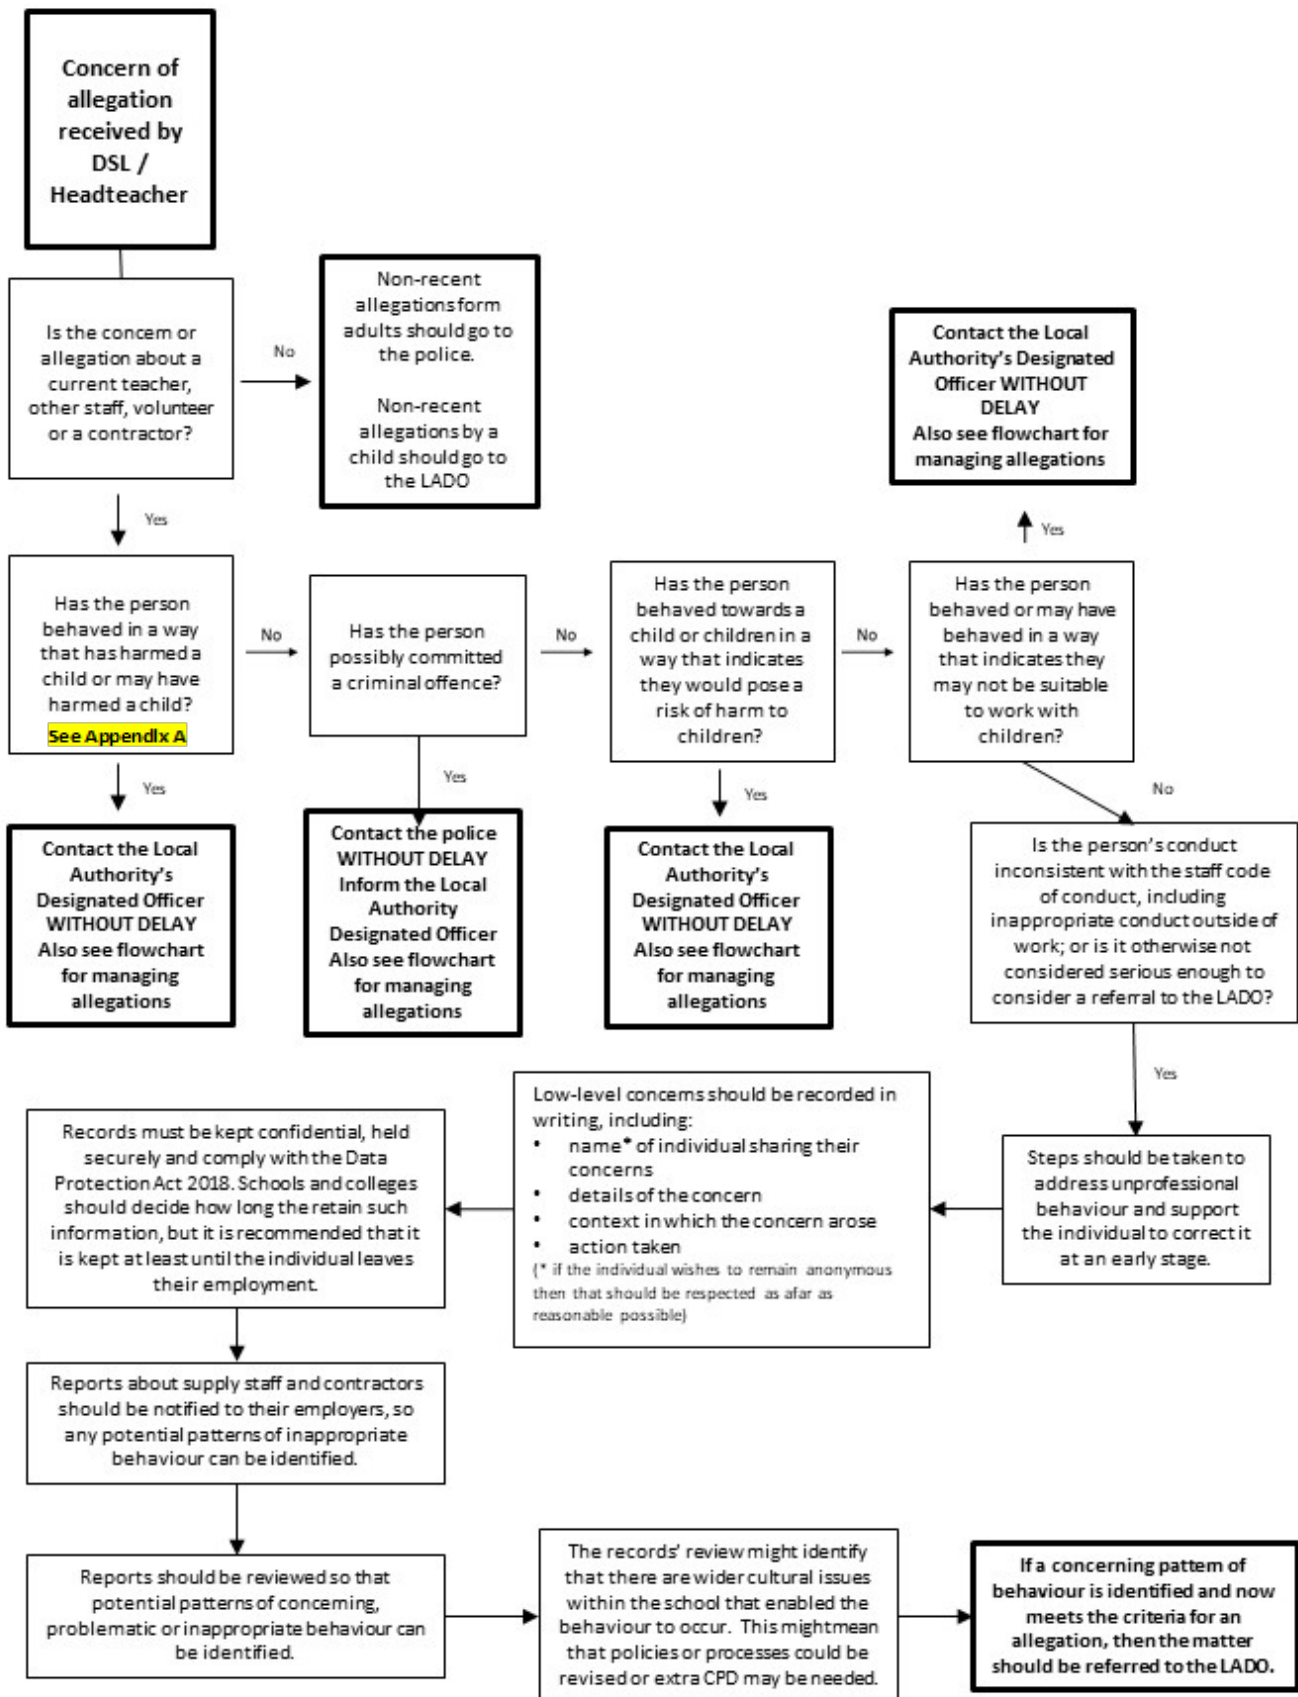 Concern of
allegation
received by
DSL /
Headteacher
Is the concern or
allegation about a
current teacher,
other staff, volunteer
or a contractor?
No
Non-recent
allegations form
adults should go to
the police.
Non-recent
allegations by a
child should go to
the LADO
Contact the Local
Authority's Designated
Officer WITHOUT
DELAY
Also see flowchart for
managing allegations
Yes
Yes
Has the person
behaved in a way
that has harmed a
child or may have
harmed a child?
See Appendix A
No
Has the person
possibly committed
a criminal offence?
No
Has the person
behaved towards a
child or children in a
way that indicates
they would pose a
risk of harm to
children?
No
Has the person
behaved or may have
behaved in a way
that indicates they
may not be suitable
to work with
children?
Yes
Yes
Yes
No
Contact the Local
Authority's
Designated Officer
WITHOUT DELAY
Also see flowchart
for managing
allegations
Contact the police
WITHOUT DELAY
Inform the Local
Authority
Designated Officer
Also see flowchart
for managing
allegations
Contact the Local
Authority's
Designated Officer
WITHOUT DELAY
Also see flowchart
for managing
allegations
Is the person's conduct
inconsistent with the staff code
of conduct, including
inappropriate conduct outside of
work; or is it otherwise not
considered serious enough to
consider a referral to the LADO?
Yes
Steps should be taken to
address unprofessional
behaviour and support
the individual to correct it
at an early stage.
Low-level concerns should be recorded in
writing, including:
• name* of individual sharing their
concerns
• details of the concern
• context in which the concern arose
• action taken
(* if the individual wishes to remain anonymous
then that should be respected as afar as
reasonable possible)
Records must be kept confidential, held
securely and comply with the Data
Protection Act 2018. Schools and colleges
should decide how long the retain such
information, but it is recommended that it
is kept at least until the individual leaves
their employment.
Reports about supply staff and contractors
should be notified to their employers, so
any potential patterns of inappropriate
behaviour can be identified.
Reports should be reviewed so that
potential patterns of concerning,
problematic or inappropriate behaviour can
be identified.
The records' review might identify
that there are wider cultural issues
within the school that enabled the
behaviour to occur. This might mean
that policies or processes could be
revised or extra CPD may be needed.
If a concerning pattern of
behaviour is identified and now
meets the criteria for an
allegation, then the matter
should be referred to the LADO.